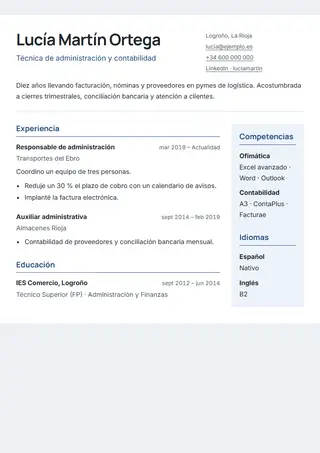 Lucía Martín Ortega
Técnica de administración y contabilidad
Logroño, La Rioja
lucia@ejemplo.es
+34 600 000 000
LinkedIn · luciamartin
Diez años llevando facturación, nóminas y proveedores en pymes de logística. Acostumbrada
a cierres trimestrales, conciliación bancaria y atención a clientes.
Experiencia
Responsable de administración mar 2019 – Actualidad
Transportes del Ebro
Coordino un equipo de tres personas.
• Reduje un 30 % el plazo de cobro con un calendario de avisos.
• Implanté la factura electrónica.
Auxiliar administrativa sept 2014 – feb 2019
Almacenes Rioja
• Contabilidad de proveedores y conciliación bancaria mensual.
Educación
IES Comercio, Logroño sept 2012 – jun 2014
Técnico Superior (FP) · Administración y Finanzas
Competencias
Ofimática
Excel avanzado ·
Word · Outlook
Contabilidad
A3 · ContaPlus ·
Facturae
Idiomas
Español
Nativo
Inglés
B2